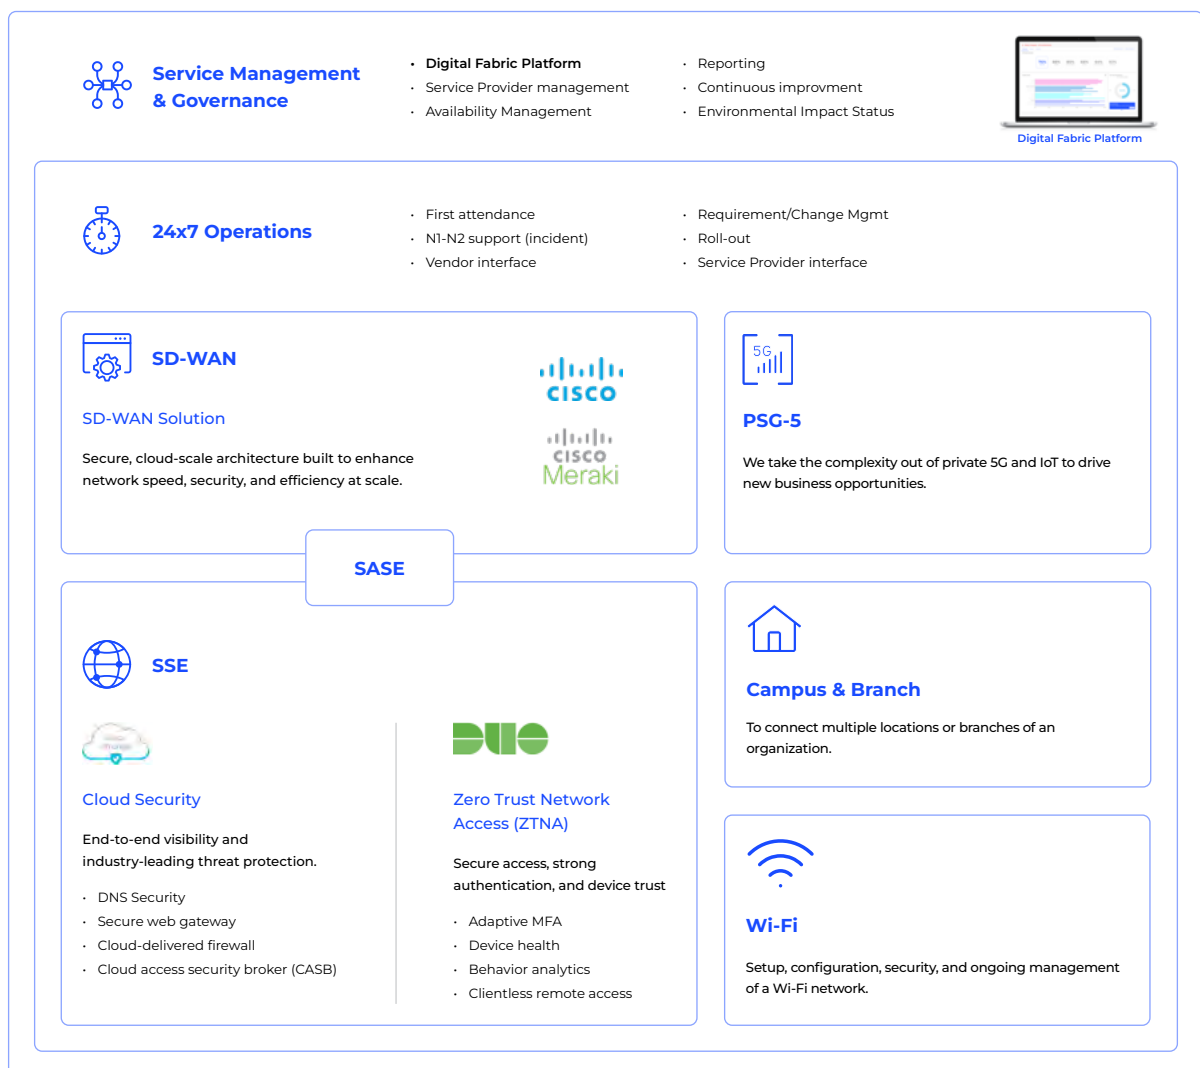 Service Management
& Governance
• Digital Fabric Platform
• Service Provider management
• Availability Management
• Reporting
• Continuous improvment
• Environmental Impact Status
Digital Fabric Platform
24x7 Operations
• First attendance
• N1-N2 support (incident)
• Vendor interface
• Requirement/Change Mgmt
• Roll-out
• Service Provider interface
SD-WAN
SD-WAN Solution
Secure, cloud-scale architecture built to enhance
network speed, security, and efficiency at scale.
CISCO
CISCO
Meraki
5G
PSG-5
We take the complexity out of private 5G and IoT to drive
new business opportunities.
SASE
SSE
Cloud Security
End-to-end visibility and
industry-leading threat protection.
• DNS Security
• Secure web gateway
• Cloud-delivered firewall
• Cloud access security broker (CASB)
DUO
Zero Trust Network
Access (ZTNA)
Secure access, strong
authentication, and device trust
• Adaptive MFA
• Device health
• Behavior analytics
• Clientless remote access
Campus & Branch
To connect multiple locations or branches of an
organization.
Wi-Fi
Setup, configuration, security, and ongoing management
of a Wi-Fi network.